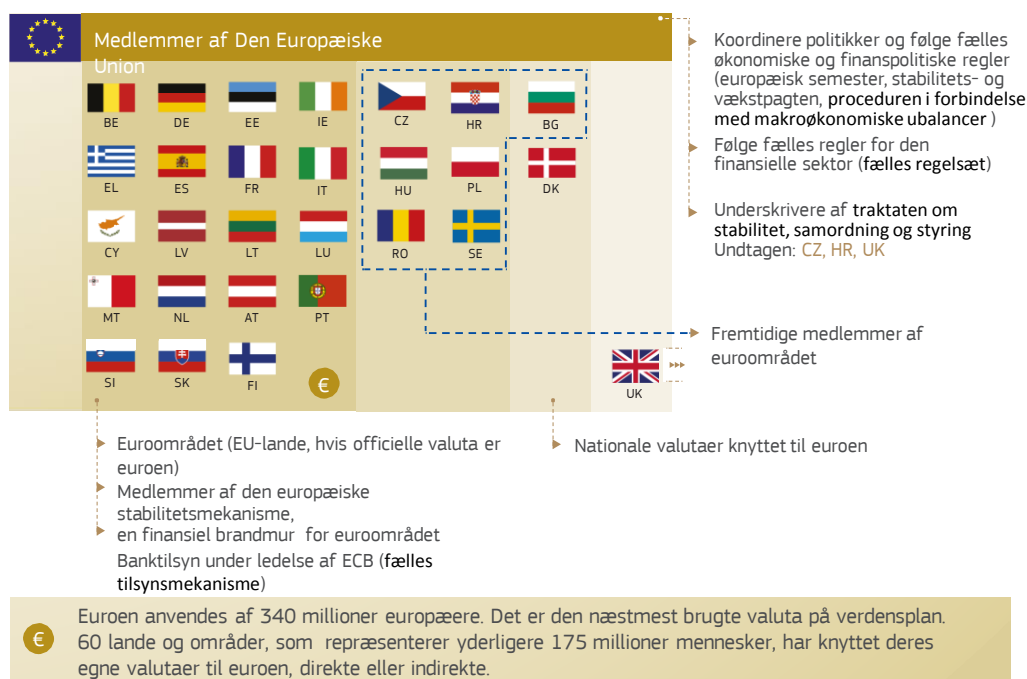 Medlemmer af Den Europæiske
Union
BE DE EE IE CZ HR BG
EL ES FR IT HU PL DK
CY LV LT LU RO SE
MT NL AT PT
SI SK FI €
UK
Koordinere politikker og følge fælles
økonomiske og finanspolitiske regler
(europæisk semester, stabilitets- og
vækstpagten, proceduren i forbindelse
med makroøkonomiske ubalancer )
Følge fælles regler for den
finansielle sektor (fælles regelsæt)
Underskrivere af traktaten om
stabilitet, samordning og styring
Undtagen: CZ, HR, UK
Fremtidige medlemmer af
euroområdet
Euroområdet (EU-lande, hvis officielle valuta er
euroen)
Medlemmer af den europæiske
stabilitetsmekanisme,
en finansiel brandmur for euroområdet
Banktilsyn under ledelse af ECB (fælles
tilsynsmekanisme)
Nationale valutaer knyttet til euroen
€
Euroen anvendes af 340 millioner europæere. Det er den næstmest brugte valuta på verdensplan.
60 lande og områder, som repræsenterer yderligere 175 millioner mennesker, har knyttet deres
egne valutaer til euroen, direkte eller indirekte.